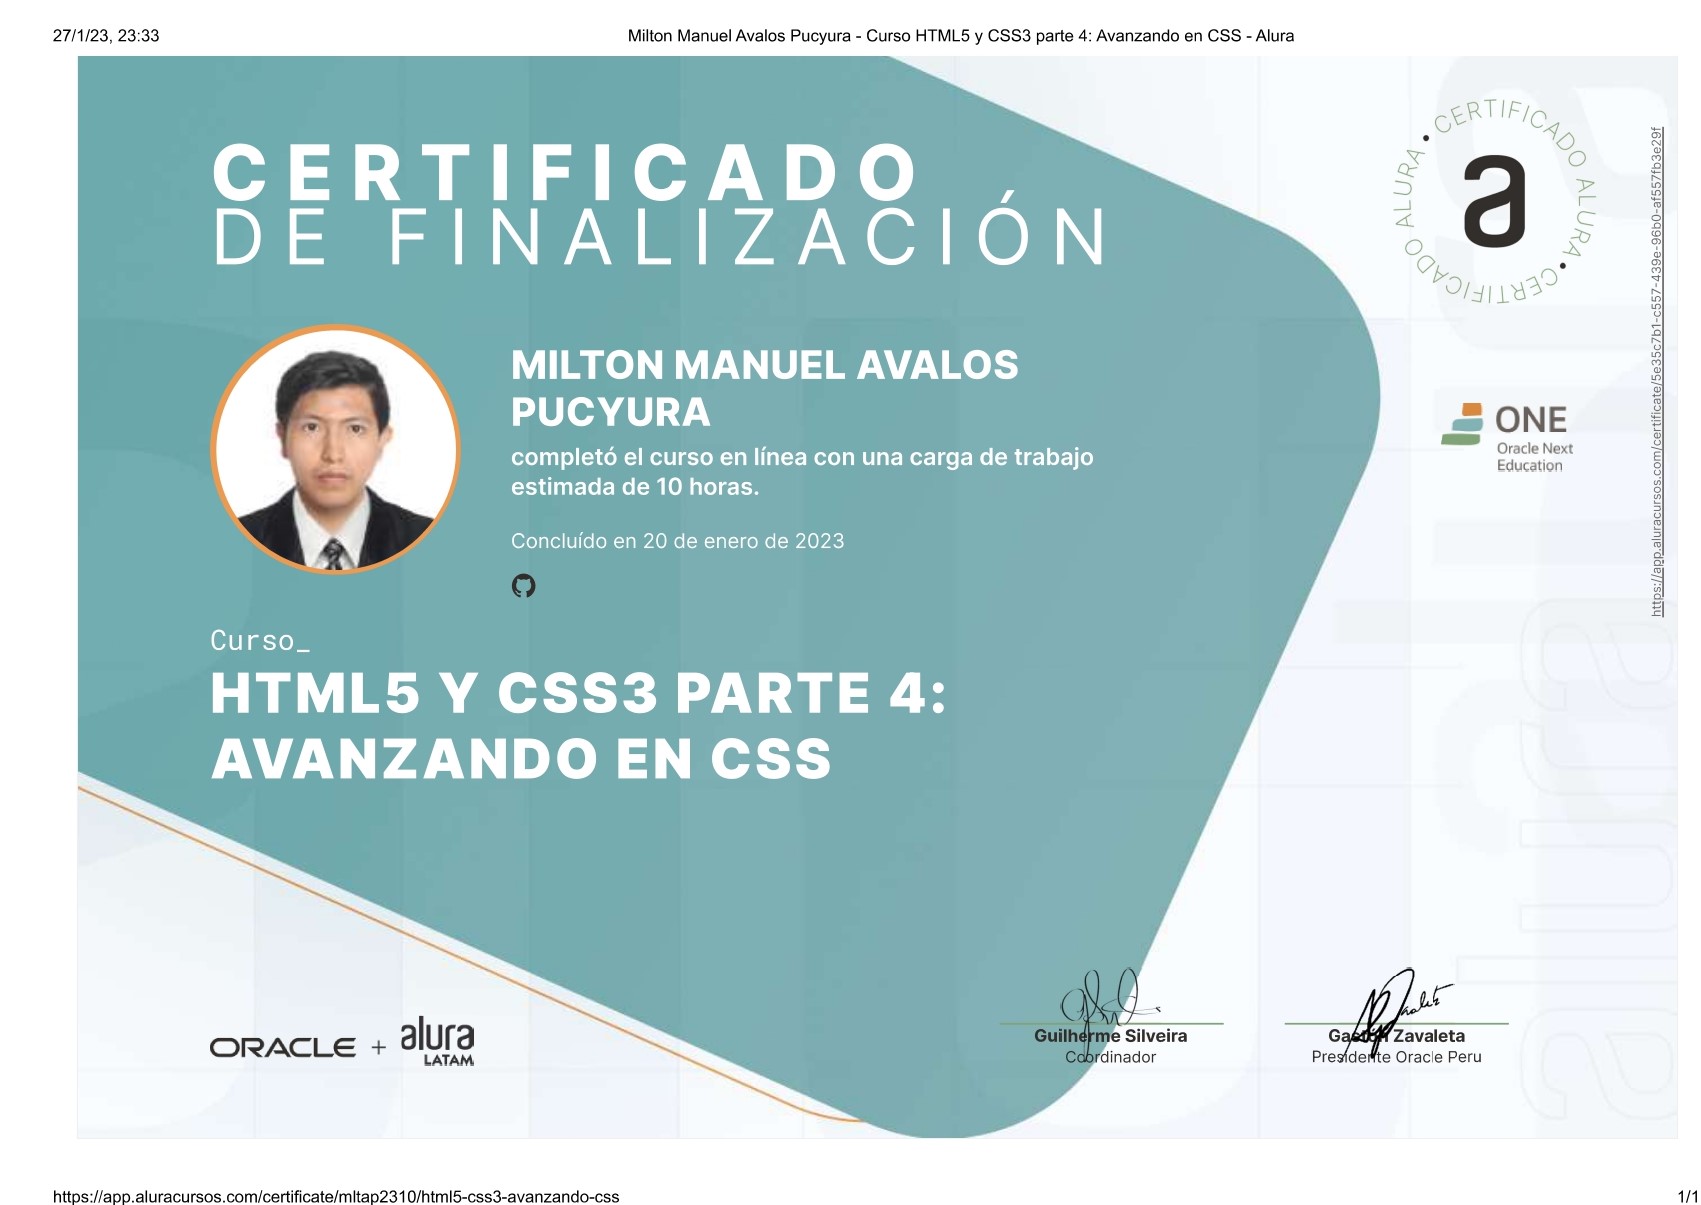 27/1/23, 23:33
Milton Manuel Avalos Pucyura - Curso HTML5 y CSS3 parte 4: Avanzando en CSS - Alura
CERTIFICADO
DE FINALIZACIÓN
• CERTIFICADO ALURA • CERTIFICADO ALURA
a
https://app.aluracursos.com/certificate/5e35c7b1-c557-439e-96b0-af557fb3e29f
MILTON MANUEL AVALOS
PUCYURA
completó el curso en línea con una carga de trabajo
estimada de 10 horas.
Concluído en 20 de enero de 2023
ONE
Oracle Next
Education
Curso_
HTML5 Y CSS3 PARTE 4:
AVANZANDO EN CSS
ORACLE + alura
LATAM
Guilherme Silveira
Coordinador
Gastón Zavaleta
Presidente Oracle Peru
alura
https://app.aluracursos.com/certificate/mltap2310/html5-css3-avanzando-css
1/1